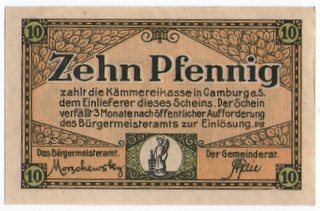 10 10
Zehn Pfennig
zahlt die Kämmereikasse in Camburg a.S.
dem Einlieferer dieses Scheins. Der Schein
verfällt 3 Monate nach öffentlicher Aufforderung
des Bürgermeisteramts zur Einlösung.
Das Bürgermeisteramt. Der Gemeinderat.
Morzschewsky
10 10